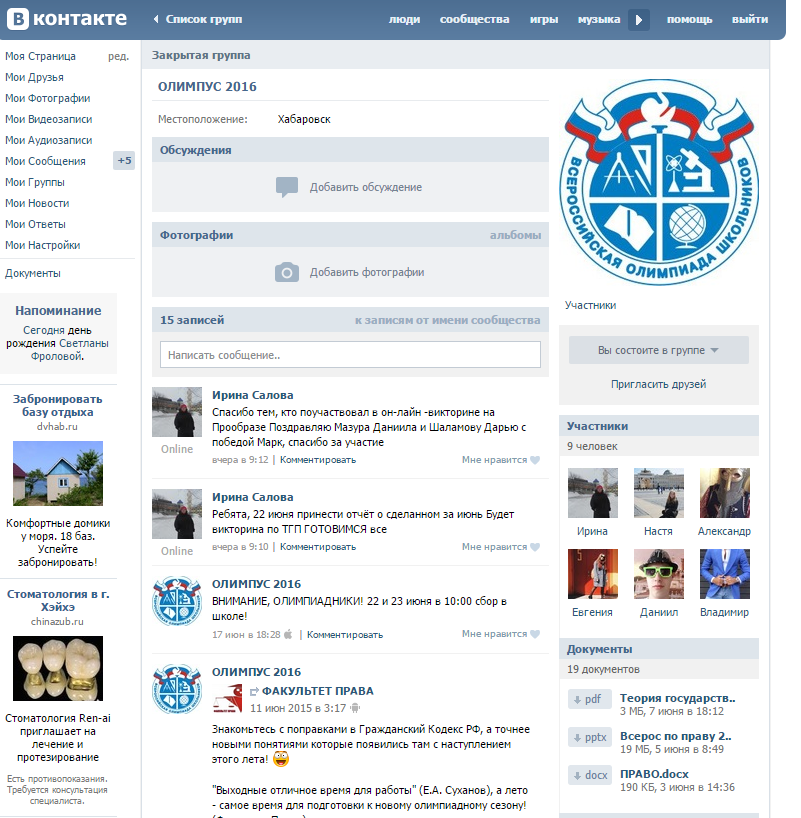 В контакте
Список групп
люди сообщества игры музыка помощь выйти
Моя Страница ред.
Мои Друзья
Мои Фотографии
Мои Видеозаписи
Мои Аудиозаписи
Мои Сообщения +5
Мои Группы
Мои Новости
Мои Ответы
Мои Настройки
Документы
Напоминание
Сегодня день
рождения Светланы
Фроловой.
Забронировать
базу отдыха
dvhab.ru
Комфортные домики
у моря. 18 баз.
Успейте
забронировать!
Стоматология в г.
Хэйхэ
chinazub.ru
Стоматология Ren-ai
приглашает на
лечение и
протезирование
Есть противопоказания.
Требуется консультация
специалиста.
Закрытая группа
ОЛИМПУС 2016
Местоположение: Хабаровск
Обсуждения
Добавить обсуждение
Фотографии альбомы
Добавить фотографии
15 записей к записям от имени сообщества
Написать сообщение..
Ирина Салова
Спасибо тем, кто поучаствовал в он-лайн -викторине на
Прообразе Поздравляю Мазура Даниила и Шаламову Дарью с
победой Марк, спасибо за участие
Online
вчера в 9:12 | Комментировать Мне нравится
Ирина Салова
Ребята, 22 июня принести отчёт о сделанном за июнь Будет
викторина по ТГП ГОТОВИМСЯ все
Online
вчера в 9:10 | Комментировать Мне нравится
ОЛИМПУС 2016
ВНИМАНИЕ, ОЛИМПИАДНИКИ! 22 и 23 июня в 10:00 сбор в
школе!
17 июн в 18:28 | Комментировать Мне нравится
ОЛИМПУС 2016
ФАКУЛЬТЕТ ПРАВА
11 июн 2015 в 3:17
Знакомьтесь с поправками в Гражданский Кодекс РФ, а точнее
новыми понятиями которые появились там с наступлением
этого лета!
"Выходные отличное время для работы" (Е.А. Суханов), а лето
- самое время для подготовки к новому олимпиадному сезону!
ВСЕРОССИЙСКАЯ ОЛИМПИАДА ШКОЛЬНИКОВ
Участники
Вы состоите в группе
Пригласить друзей
Участники
9 человек
Ирина Настя Александр
Евгения Даниил Владимир
Документы
19 документов
pdf Теория государств..
3 МБ, 7 июня в 18:12
pptx Всерос по праву 2..
19 МБ, 5 июня в 8:49
docx ПРАВО.docx
190 КБ, 3 июня в 14:36